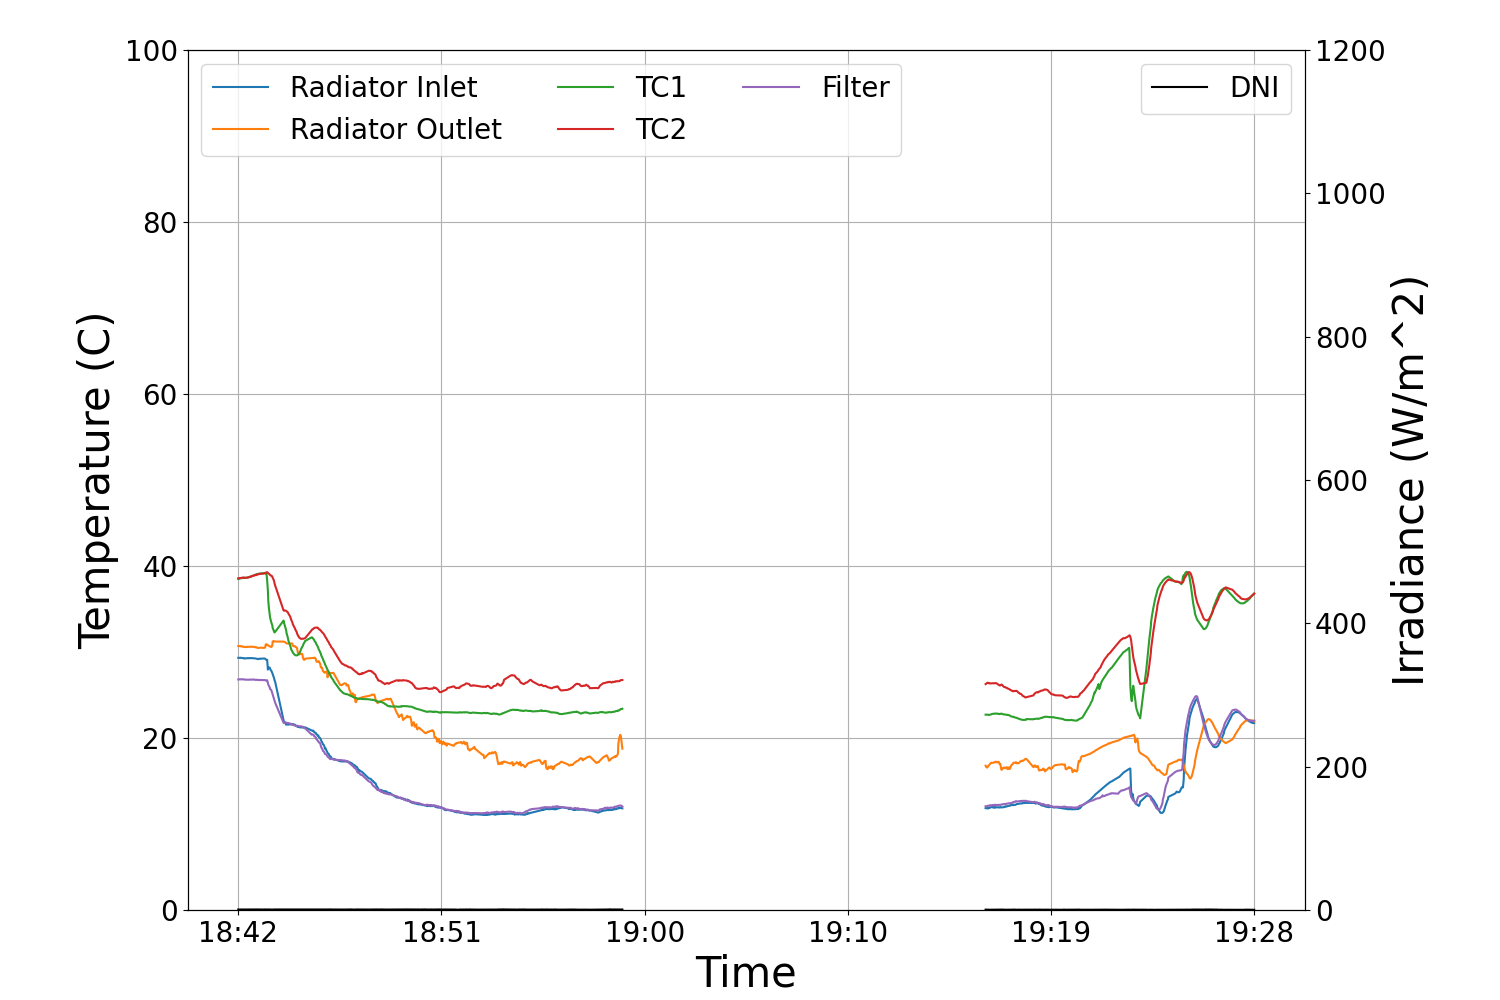 Radiator Inlet
Radiator Outlet
TC1
TC2
Filter
DNI
Temperature (C)
100
80
60
40
20
0
1200
1000
800
600
400
200
0
Irradiance (W/m^2)
18:42 18:51 19:00 19:10 19:19 19:28
Time